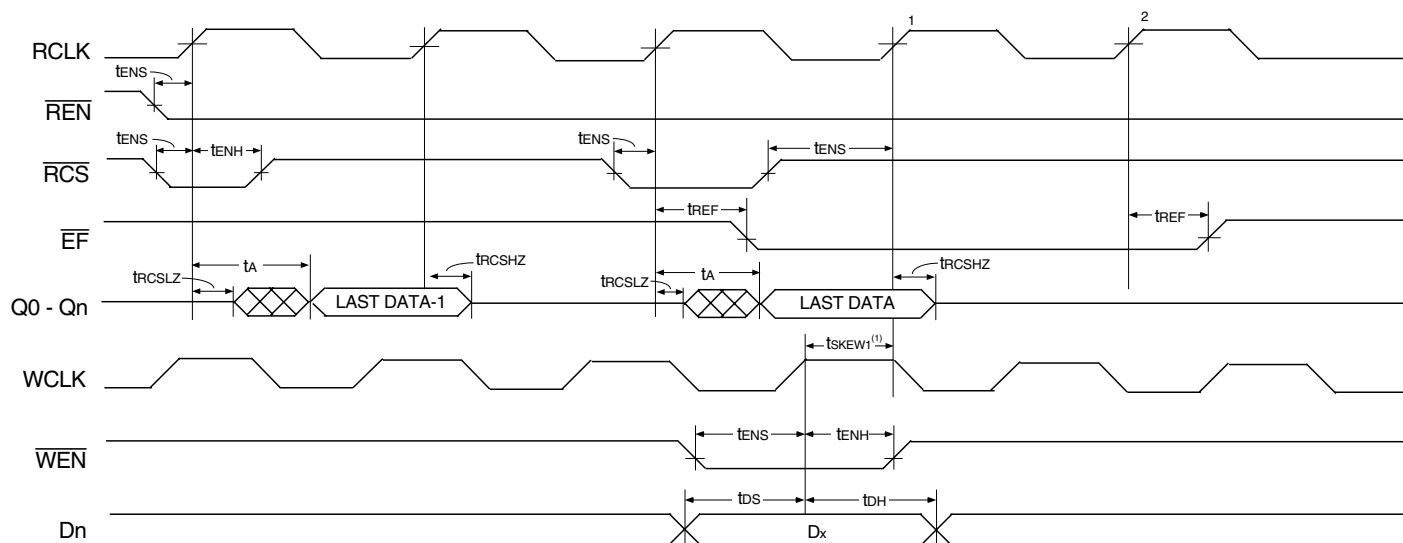 1
2
RCLK
tENS
REN
tENS
tENH
tENS
tENS
RCS
tREF
tREF
EF
tRCSLZ
tA
tRCSHZ
tRCSLZ
tA
tRCSHZ
Q0 - Qn
LAST DATA-1
LAST DATA
tSKEW1(1)
WCLK
tENS
tENH
WEN
tDS
tDH
Dn
Dx